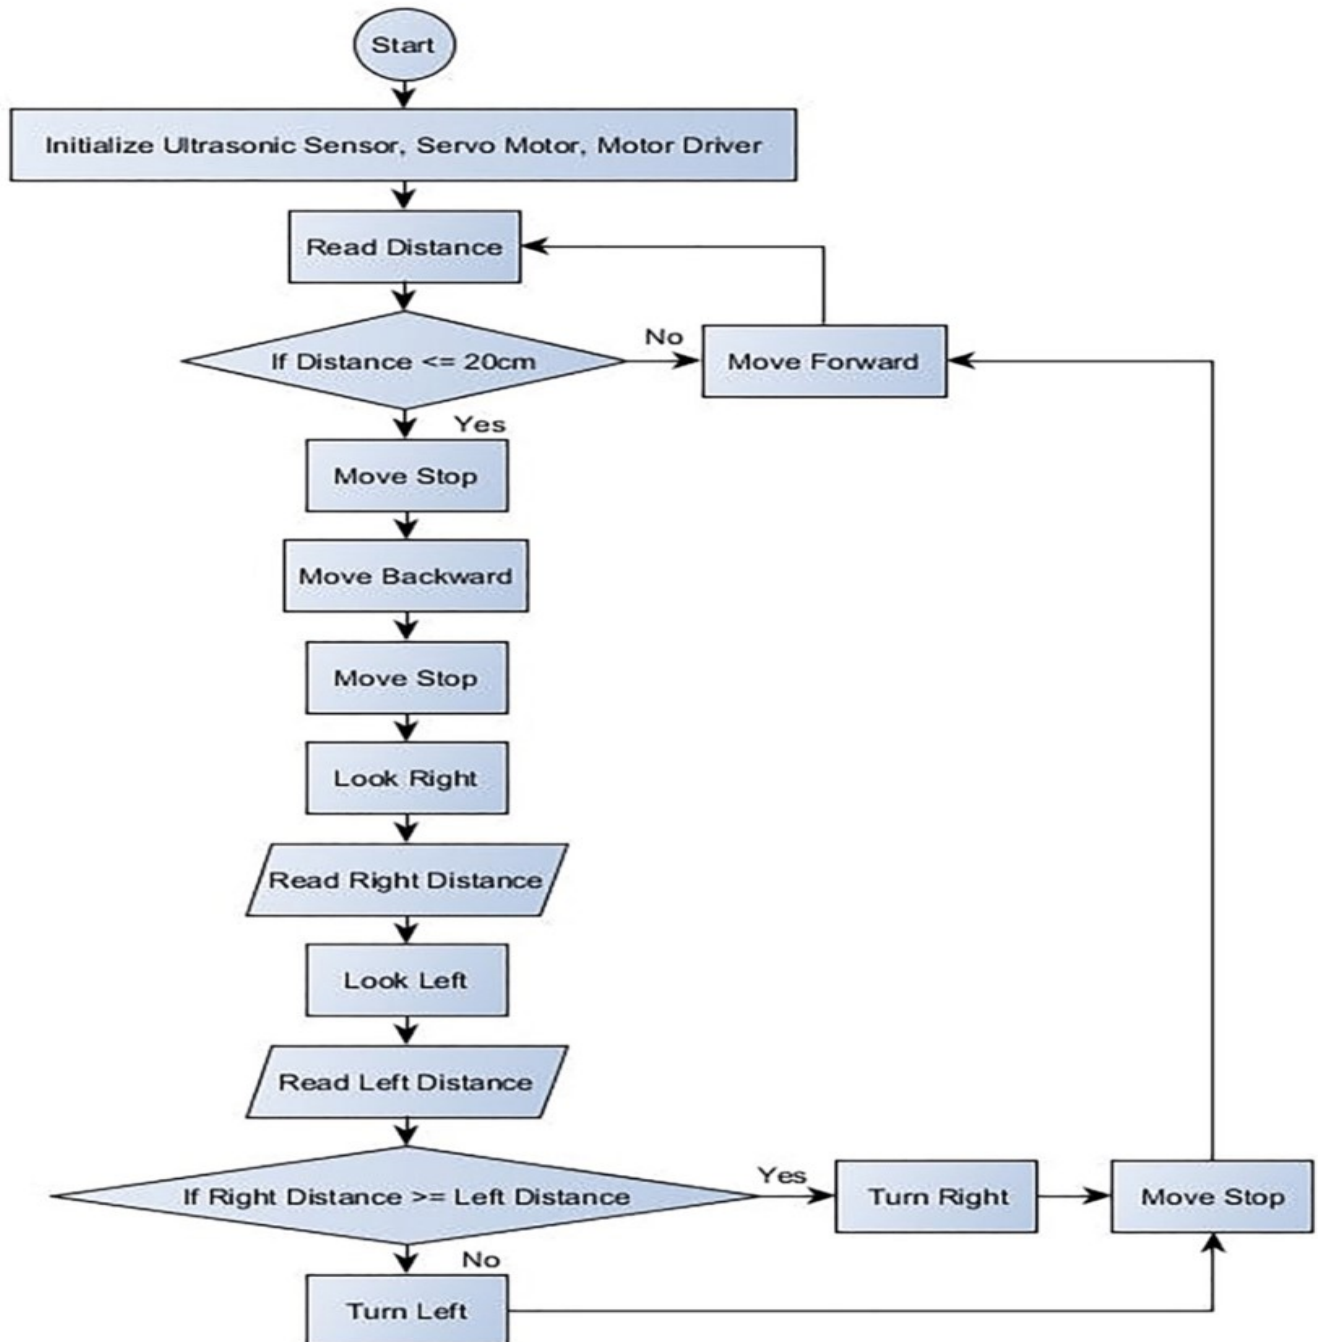 Start
Initialize Ultrasonic Sensor, Servo Motor, Motor Driver
Read Distance
If Distance <= 20cm
No
Move Forward
Yes
Move Stop
Move Backward
Move Stop
Look Right
Read Right Distance
Look Left
Read Left Distance
If Right Distance >= Left Distance
Yes
Turn Right
Move Stop
No
Turn Left